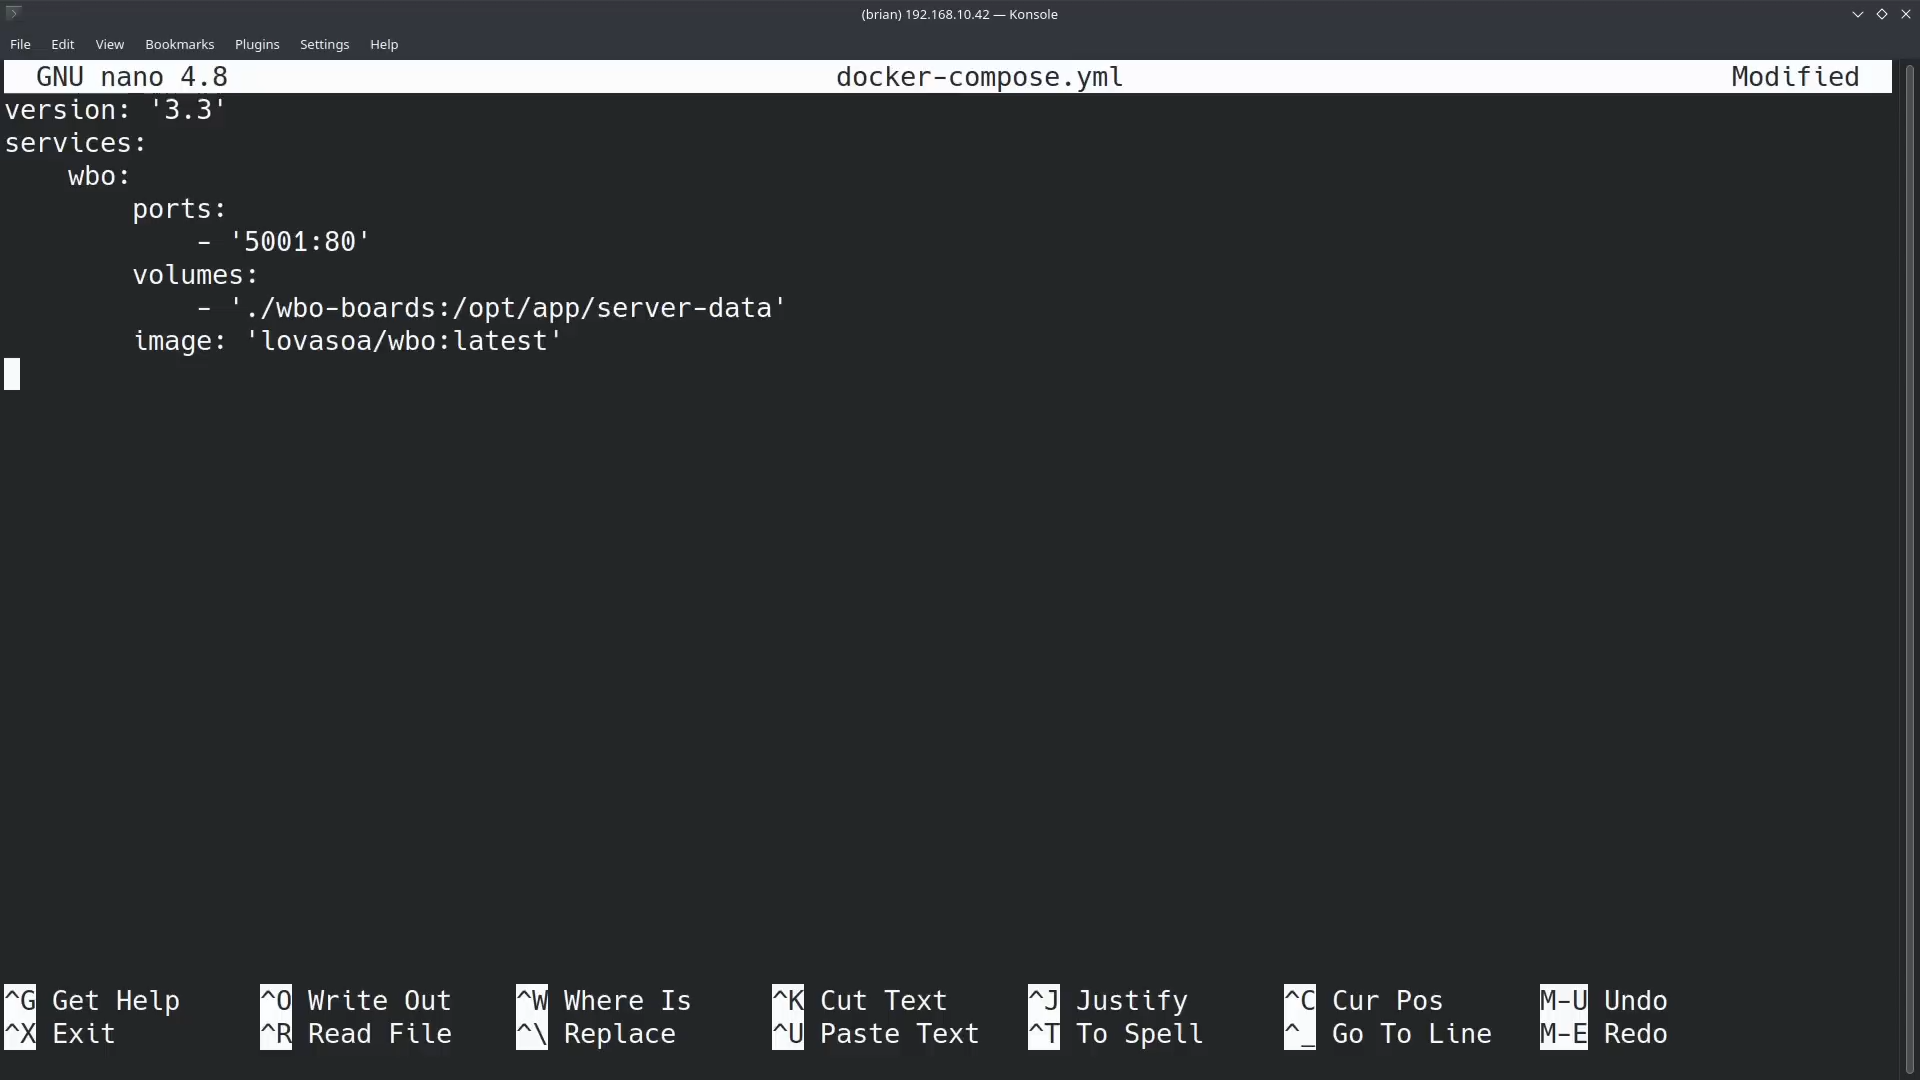 (brian) 192.168.10.42 — Konsole
File Edit View Bookmarks Plugins Settings Help
GNU nano 4.8 docker-compose.yml Modified
version: '3.3'
services:
    wbo:
        ports:
            - '5001:80'
        volumes:
            - './wbo-boards:/opt/app/server-data'
        image: 'lovasoa/wbo:latest'
^G Get Help ^O Write Out ^W Where Is ^K Cut Text ^J Justify ^C Cur Pos M-U Undo
^X Exit ^R Read File ^\ Replace ^U Paste Text ^T To Spell ^_ Go To Line M-E Redo